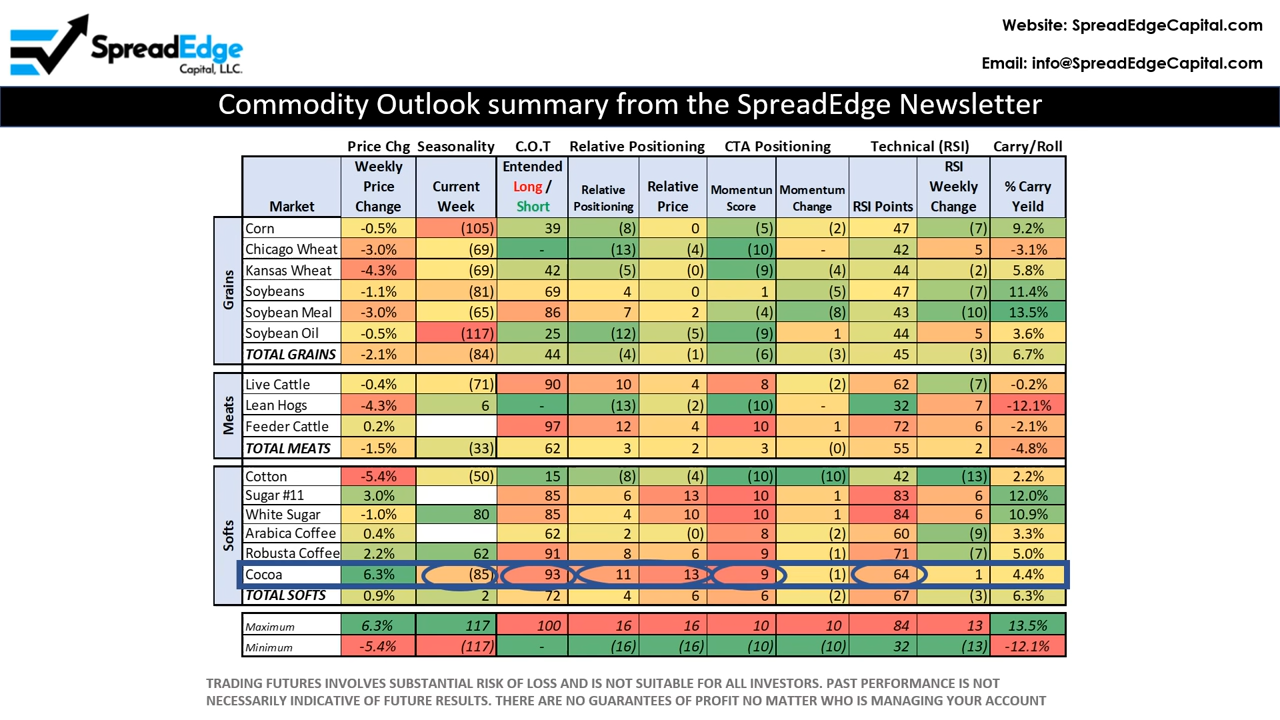 SpreadEdge
Capital, LLC.
Website: SpreadEdgeCapital.com
Email: info@SpreadEdgeCapital.com
Commodity Outlook summary from the SpreadEdge Newsletter
Price Chg Seasonality C.O.T Relative Positioning CTA Positioning Technical (RSI) Carry/Roll
Market Weekly Price Change Current Week Extended Long / Short Relative Positioning Relative Price Momentun Score Momentum Change RSI Points RSI Weekly Change % Carry Yeild
Grains
Corn -0.5% (105) 39 (8) 0 (5) (2) 47 (7) 9.2%
Chicago Wheat -3.0% (69) - (13) (4) (10) - 42 5 -3.1%
Kansas Wheat -4.3% (69) 42 (5) (0) (9) (4) 44 (2) 5.8%
Soybeans -1.1% (81) 69 4 0 1 (5) 47 (7) 11.4%
Soybean Meal -3.0% (65) 86 7 2 (4) (8) 43 (10) 13.5%
Soybean Oil -0.5% (117) 25 (12) (5) (9) 1 44 5 3.6%
TOTAL GRAINS -2.1% (84) 44 (4) (1) (6) (3) 45 (3) 6.7%
Meats
Live Cattle -0.4% (71) 90 10 4 8 (2) 62 (7) -0.2%
Lean Hogs -4.3% 6 - (13) (2) (10) - 32 7 -12.1%
Feeder Cattle 0.2% 97 12 4 10 1 72 6 -2.1%
TOTAL MEATS -1.5% (33) 62 3 2 3 (0) 55 2 -4.8%
Softs
Cotton -5.4% (50) 15 (8) (4) (10) (10) 42 (13) 2.2%
Sugar #11 3.0% 85 6 13 10 1 83 6 12.0%
White Sugar -1.0% 80 85 4 10 10 1 84 6 10.9%
Arabica Coffee 0.4% 62 2 (0) 8 (2) 60 (9) 3.3%
Robusta Coffee 2.2% 62 91 8 6 9 (1) 71 (7) 5.0%
Cocoa 6.3% (85) 93 11 13 9 (1) 64 1 4.4%
TOTAL SOFTS 0.9% 2 72 4 6 6 (2) 67 (3) 6.3%
Maximum 6.3% 117 100 16 16 10 10 84 13 13.5%
Minimum -5.4% (117) - (16) (16) (10) (10) 32 (13) -12.1%
TRADING FUTURES INVOLVES SUBSTANTIAL RISK OF LOSS AND IS NOT SUITABLE FOR ALL INVESTORS. PAST PERFORMANCE IS NOT
NECESSARILY INDICATIVE OF FUTURE RESULTS. THERE ARE NO GUARANTEES OF PROFIT NO MATTER WHO IS MANAGING YOUR ACCOUNT